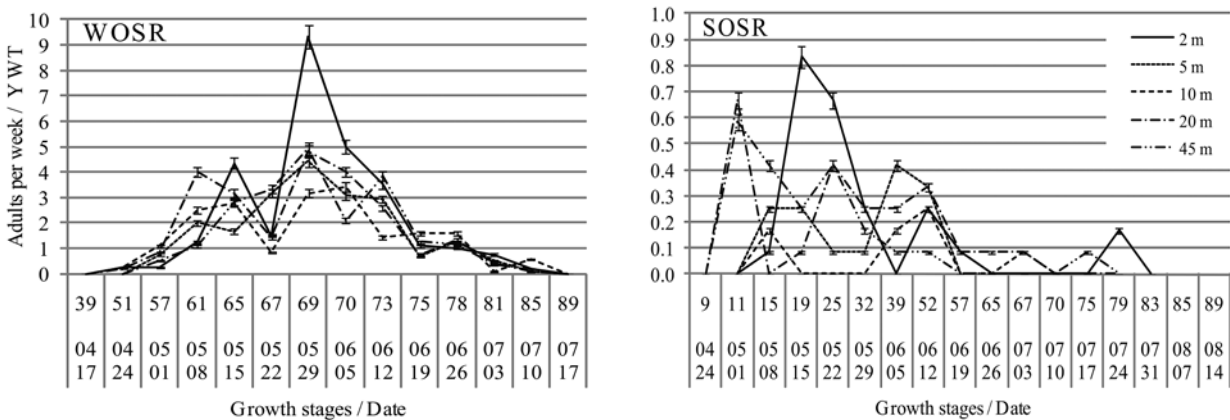 WOSR
Adults per week / Y WT
10
9
8
7
6
5
4
3
2
1
0
39 51 57 61 65 67 69 70 73 75 78 81 85 89
04 04 05 05 05 05 05 06 06 06 06 07 07 07
17 24 01 08 15 22 29 05 12 19 26 03 10 17
Growth stages / Date
SOSR
1.0
0.9
0.8
0.7
0.6
0.5
0.4
0.3
0.2
0.1
0.0
2 m
5 m
10 m
20 m
45 m
9 11 15 19 25 32 39 52 57 65 67 70 75 79 83 85 89
04 05 05 05 05 05 06 06 06 06 07 07 07 07 07 08 08
24 01 08 15 22 29 05 12 19 26 03 10 17 24 31 07 14
Growth stages / Date